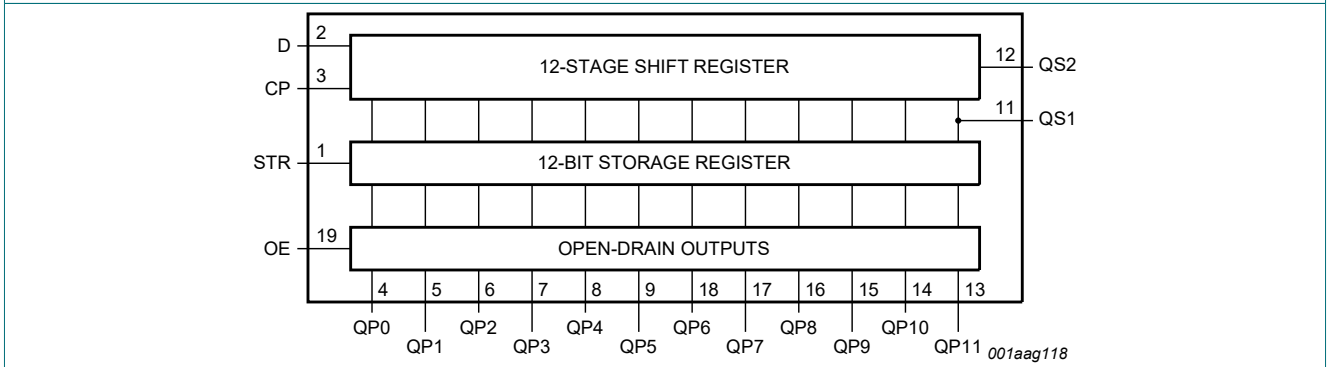 D 2
12-STAGE SHIFT REGISTER
12 QS2
CP 3
11 QS1
STR 1
12-BIT STORAGE REGISTER
OE 19
OPEN-DRAIN OUTPUTS
4 5 6 7 8 9 18 17 16 15 14 13
QP0 QP2 QP4 QP6 QP8 QP10
QP1 QP3 QP5 QP7 QP9 QP11
001aag118